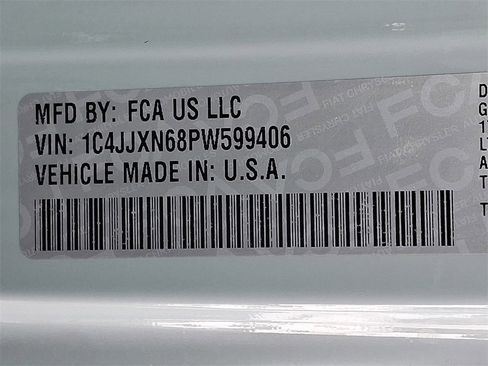 MFD BY: FCA US LLC
VIN: 1C4JJXN68PW599406
VEHICLE MADE IN: U.S.A.